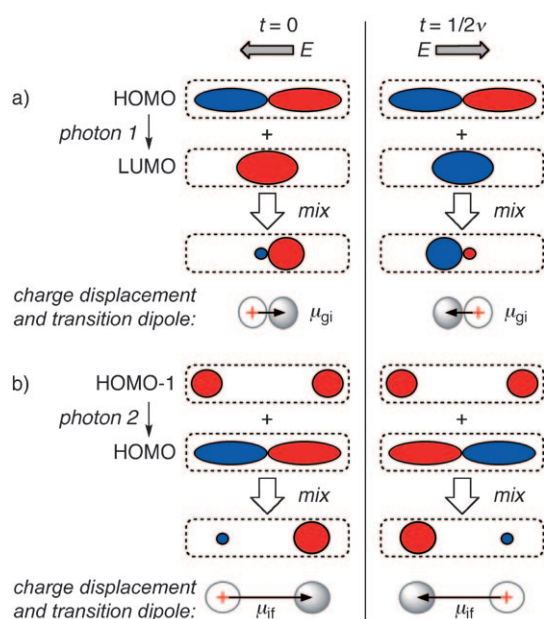 t = 0
t = 1/2ν
E
E
a)
HOMO
photon 1
+
+
LUMO
mix
mix
charge displacement
and transition dipole:
+
μgi
+
μgi
b)
HOMO-1
photon 2
+
+
HOMO
mix
mix
charge displacement
and transition dipole:
+
μif
+
μif